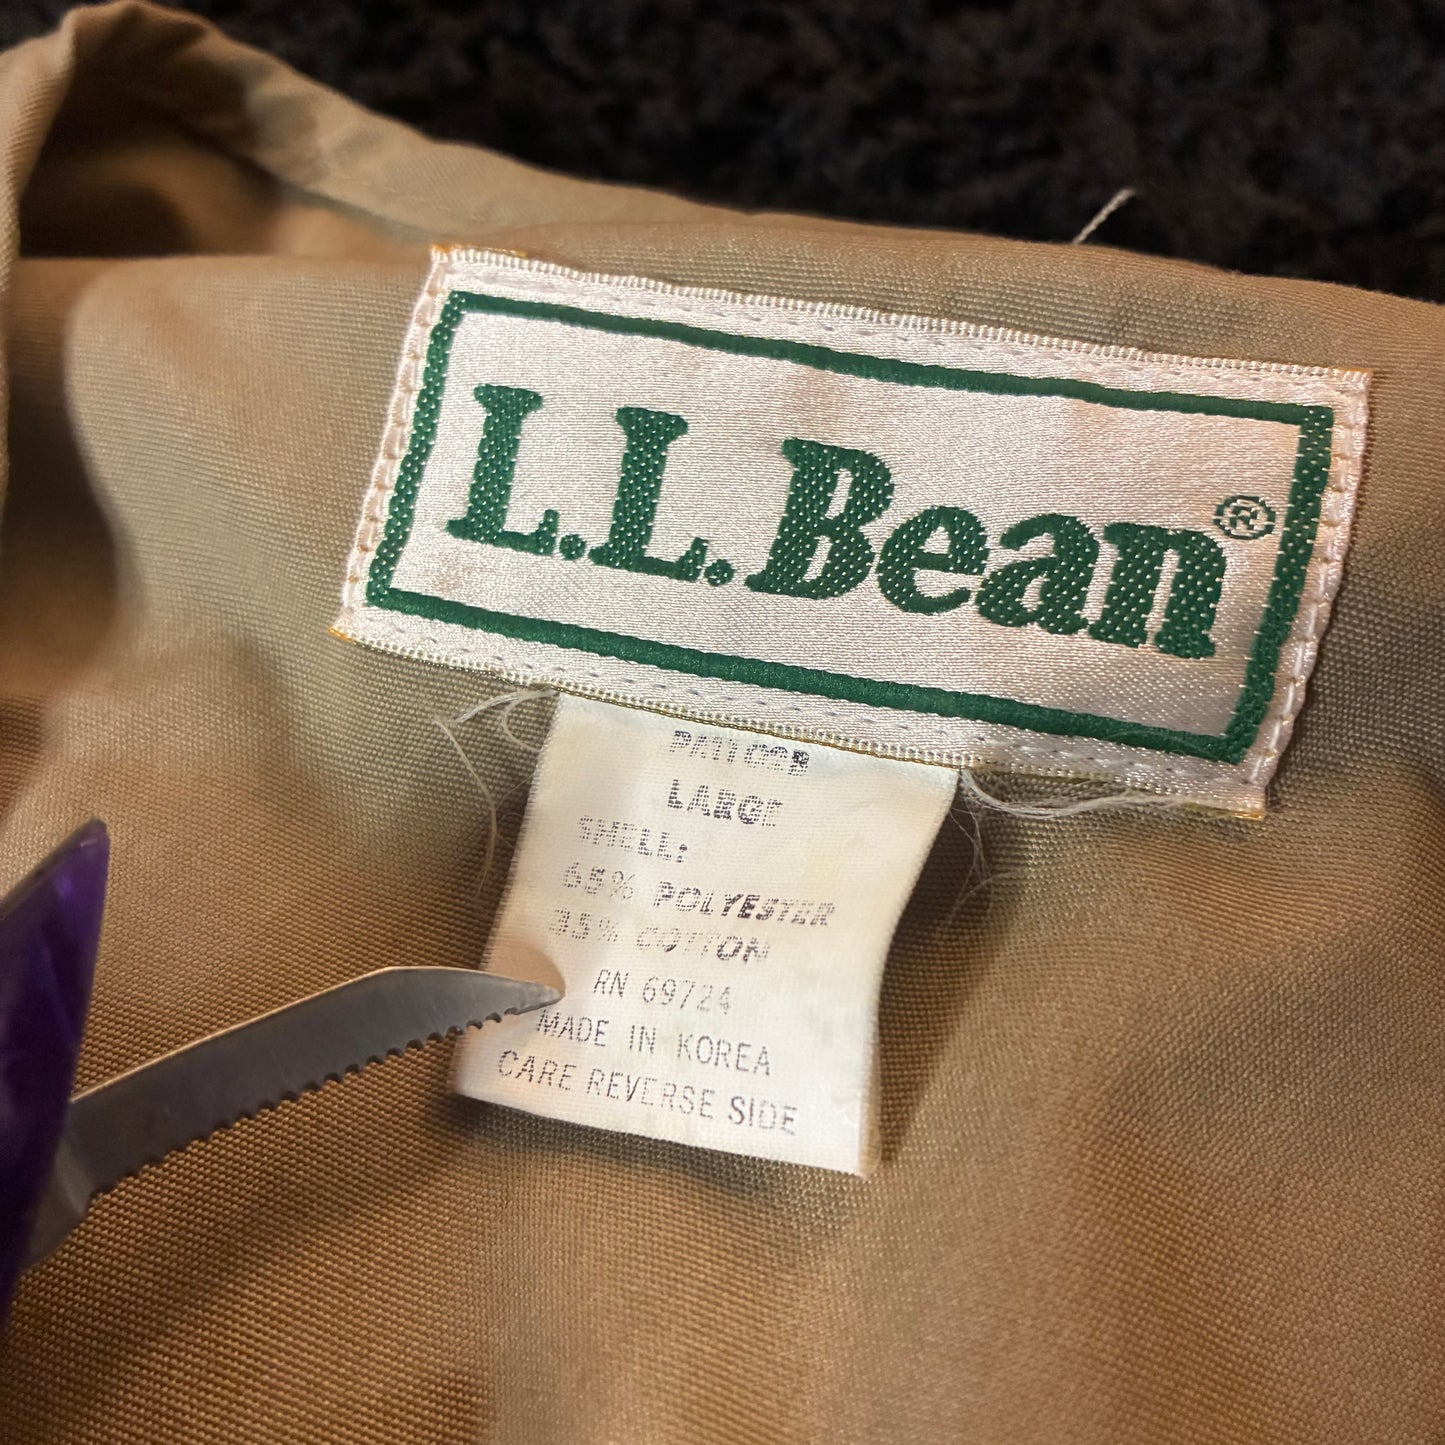 L.L.Bean®
LARGE
SHELL:
65% POLYESTER
35% COTTON
RN 69724
MADE IN KOREA
CARE REVERSE SIDE